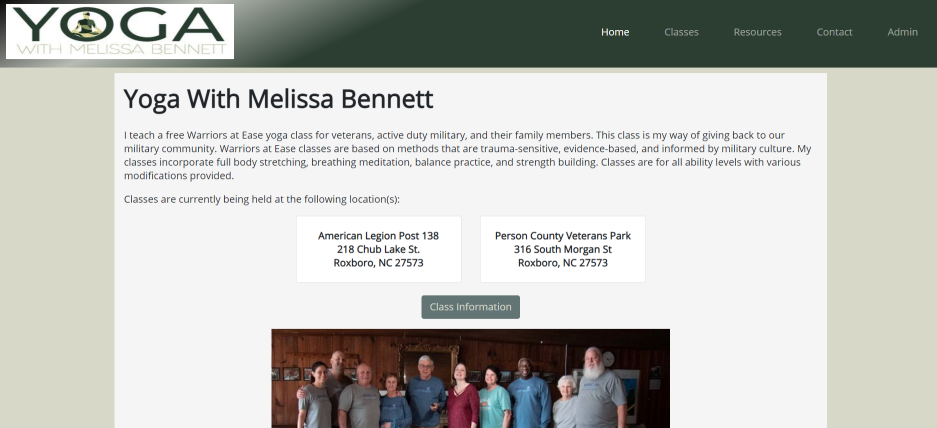 YOGA
WITH MELISSA BENNETT
Home
Classes
Resources
Contact
Admin
Yoga With Melissa Bennett
I teach a free Warriors at Ease yoga class for veterans, active duty military, and their family members. This class is my way of giving back to our
military community. Warriors at Ease classes are based on methods that are trauma-sensitive, evidence-based, and informed by military culture. My
classes incorporate full body stretching, breathing meditation, balance practice, and strength building. Classes are for all ability levels with various
modifications provided.
Classes are currently being held at the following location(s):
American Legion Post 138
218 Chub Lake St.
Roxboro, NC 27573
Person County Veterans Park
316 South Morgan St
Roxboro, NC 27573
Class Information